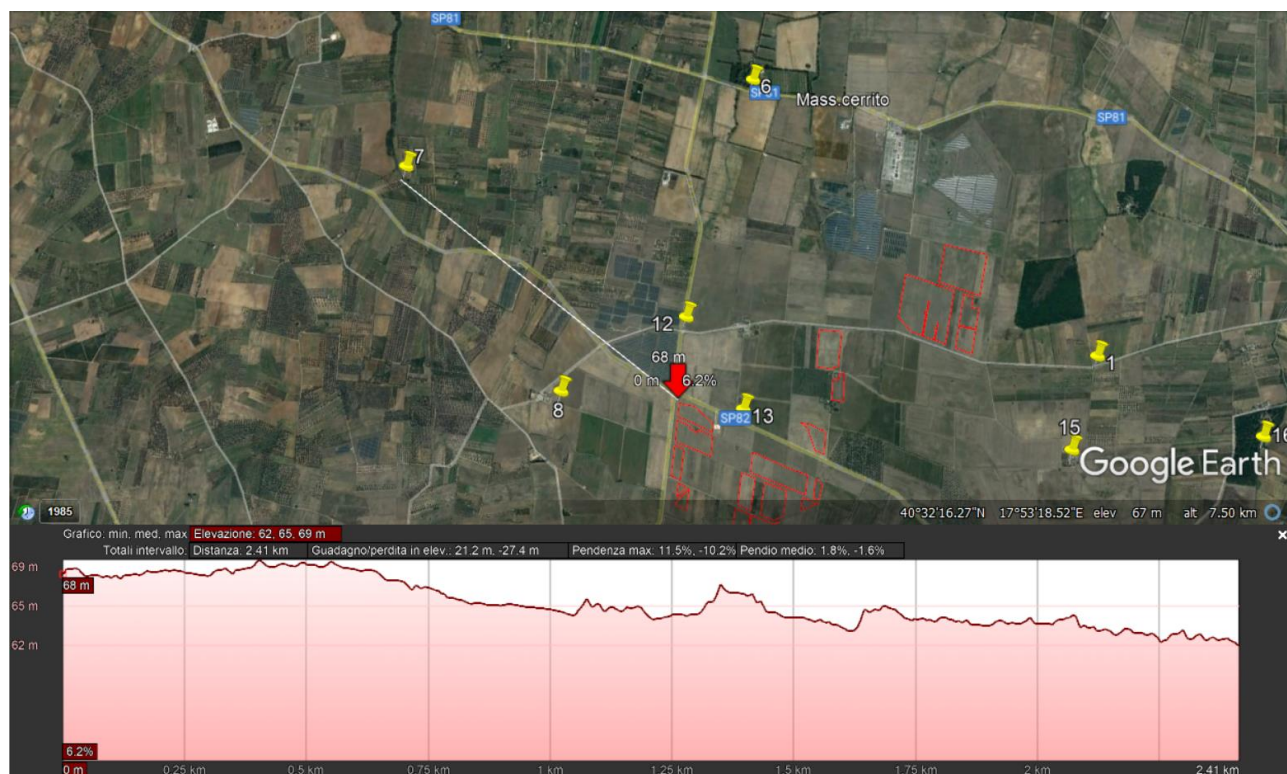 SP81
6
SP81
Mass.cerrito
SP81
7
12
68 m
0 m 6.2%
1
8
SP82
13
15
16
Google Earth
1985
40°32'16.27"N 17°53'18.52"E elev 67 m alt 7.50 km
Grafico: min. med. max Elevazione: 62, 65, 69 m
Totali intervallo: Distanza: 2.41 km Guadagno/perdita in elev.: 21.2 m, -27.4 m Pendenza max: 11.5%, -10.2% Pendio medio: 1.8%, -1.6%
69 m
68 m
65 m
62 m
6.2%
0 m 0.25 km 0.5 km 0.75 km 1 km 1.25 km 1.5 km 1.75 km 2 km 2.41 km